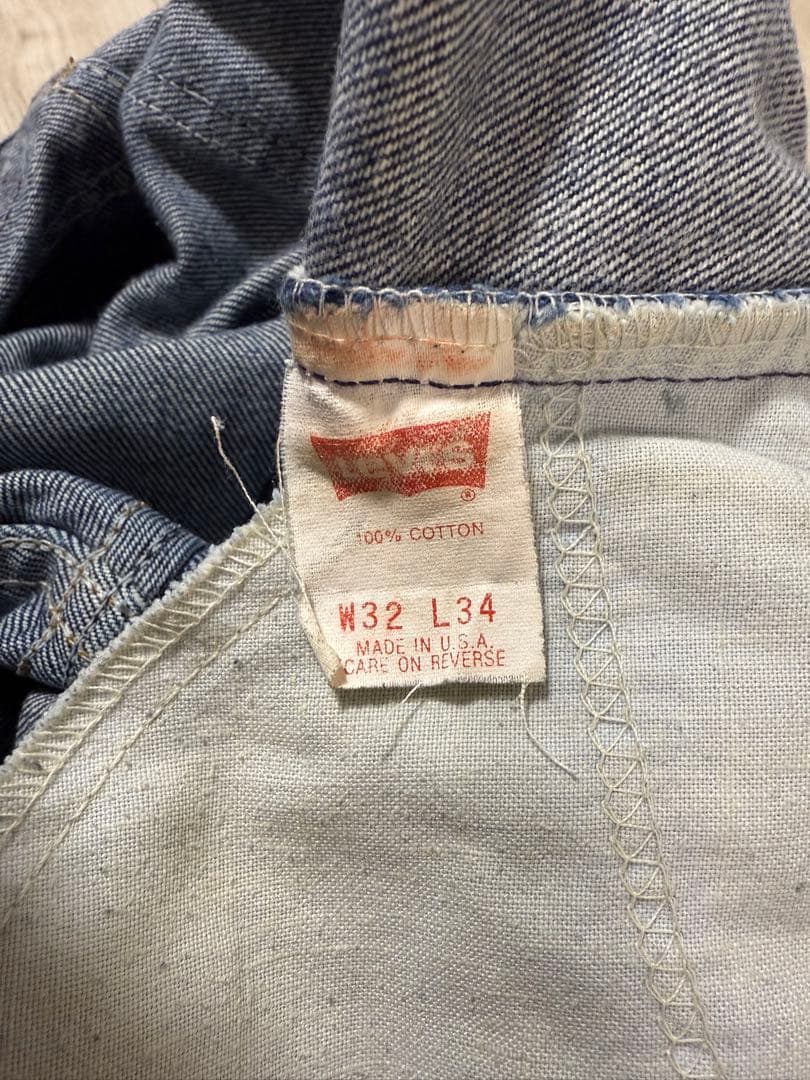 LEVI'S
®
100% COTTON
W32 L34
MADE IN U.S.A.
CARE ON REVERSE